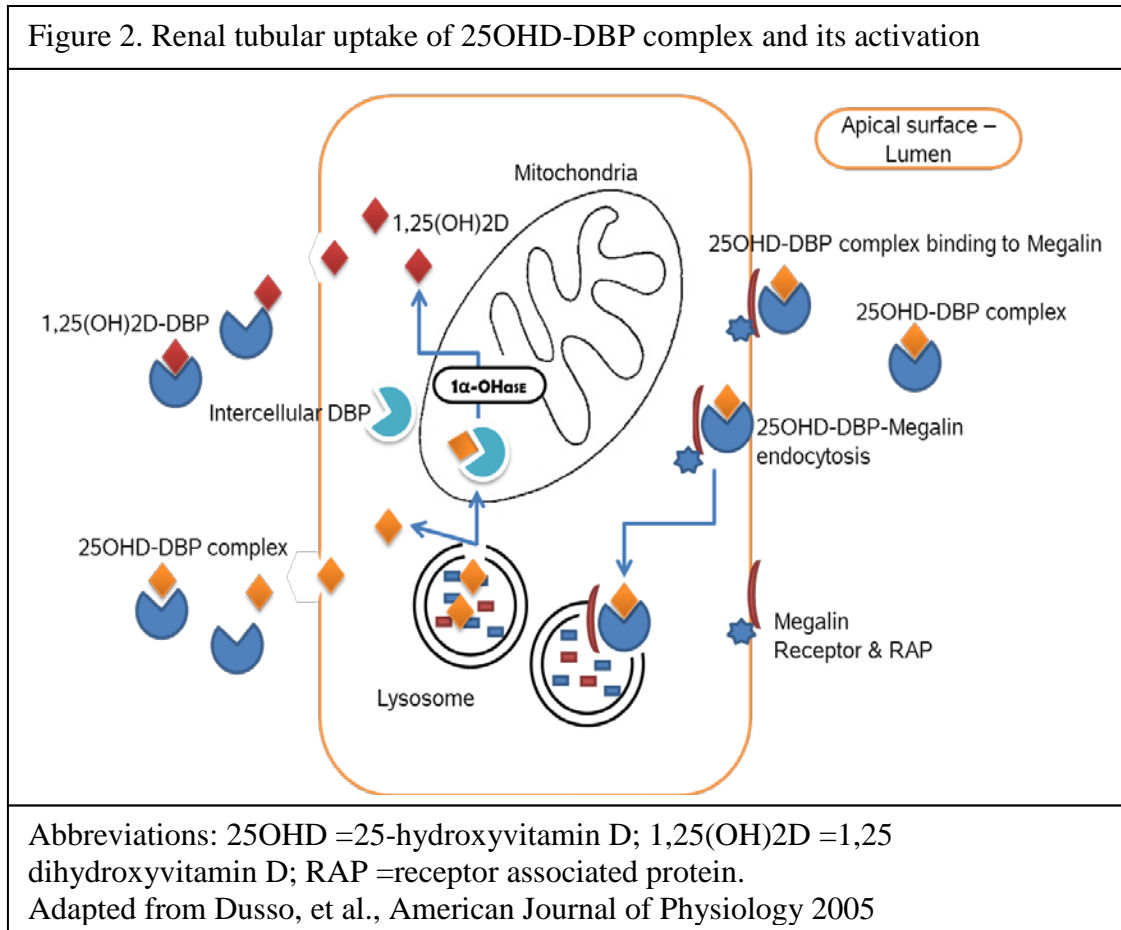 Figure 2. Renal tubular uptake of 25OHD-DBP complex and its activation
Apical surface –
Lumen
Mitochondria
1,25(OH)2D
25OHD-DBP complex binding to Megalin
1,25(OH)2D-DBP
25OHD-DBP complex
1α-OHase
Intercellular DBP
25OHD-DBP-Megalin
endocytosis
25OHD-DBP complex
Megalin
Receptor & RAP
Lysosome
Abbreviations: 25OHD =25-hydroxyvitamin D; 1,25(OH)2D =1,25
dihydroxyvitamin D; RAP =receptor associated protein.
Adapted from Dusso, et al., American Journal of Physiology 2005